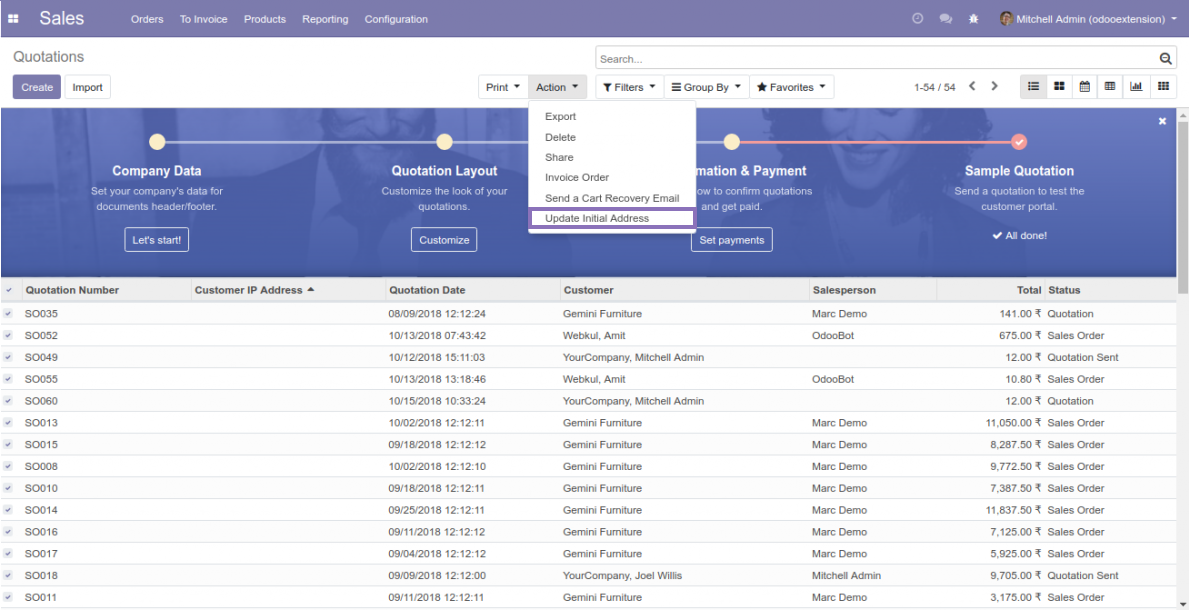 Sales Orders To Invoice Products Reporting Configuration Mitchell Admin (odooextension)
Quotations
Search...
Create Import Print Action Filters Group By Favorites 1-54 / 54
Export
Delete
Share
Invoice Order
Send a Cart Recovery Email
Update Initial Address
Company Data Quotation Layout mation & Payment Sample Quotation
Set your company's data for Customize the look of your ow to confirm quotations Send a quotation to test the
documents header/footer. quotations. and get paid. customer portal.
Let's start! Customize Set payments All done!
Quotation Number Customer IP Address Quotation Date Customer Salesperson Total Status
SO035 08/09/2018 12:12:24 Gemini Furniture Marc Demo 141.00 ₹ Quotation
SO052 10/13/2018 07:43:42 Webkul, Amit OdooBot 675.00 ₹ Sales Order
SO049 10/12/2018 15:11:03 YourCompany, Mitchell Admin 12.00 ₹ Quotation Sent
SO055 10/13/2018 13:18:46 Webkul, Amit OdooBot 10.80 ₹ Sales Order
SO060 10/15/2018 10:33:24 YourCompany, Mitchell Admin 12.00 ₹ Quotation
SO013 10/02/2018 12:12:11 Gemini Furniture Marc Demo 11,050.00 ₹ Sales Order
SO015 09/18/2018 12:12:12 Gemini Furniture Marc Demo 8,287.50 ₹ Sales Order
SO008 10/02/2018 12:12:10 Gemini Furniture Marc Demo 9,772.50 ₹ Sales Order
SO010 09/18/2018 12:12:11 Gemini Furniture Marc Demo 7,387.50 ₹ Sales Order
SO014 09/25/2018 12:12:11 Gemini Furniture Marc Demo 11,837.50 ₹ Sales Order
SO016 09/11/2018 12:12:12 Gemini Furniture Marc Demo 7,125.00 ₹ Sales Order
SO017 09/04/2018 12:12:12 Gemini Furniture Marc Demo 5,925.00 ₹ Sales Order
SO018 09/09/2018 12:12:00 YourCompany, Joel Willis Mitchell Admin 9,705.00 ₹ Quotation Sent
SO011 09/11/2018 12:12:11 Gemini Furniture Marc Demo 3,175.00 ₹ Sales Order